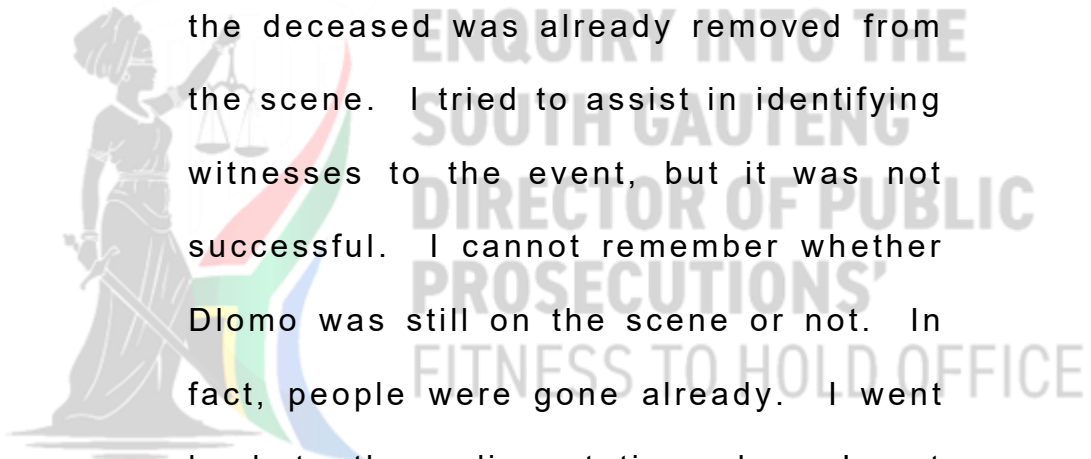 ENQUIRY INTO THE
SOUTH GAUTENG
DIRECTOR OF PUBLIC
PROSECUTIONS'
FITNESS TO HOLD OFFICE
the deceased was already removed from
the scene. I tried to assist in identifying
witnesses to the event, but it was not
successful. I cannot remember whether
Dlomo was still on the scene or not. In
fact, people were gone already. I went